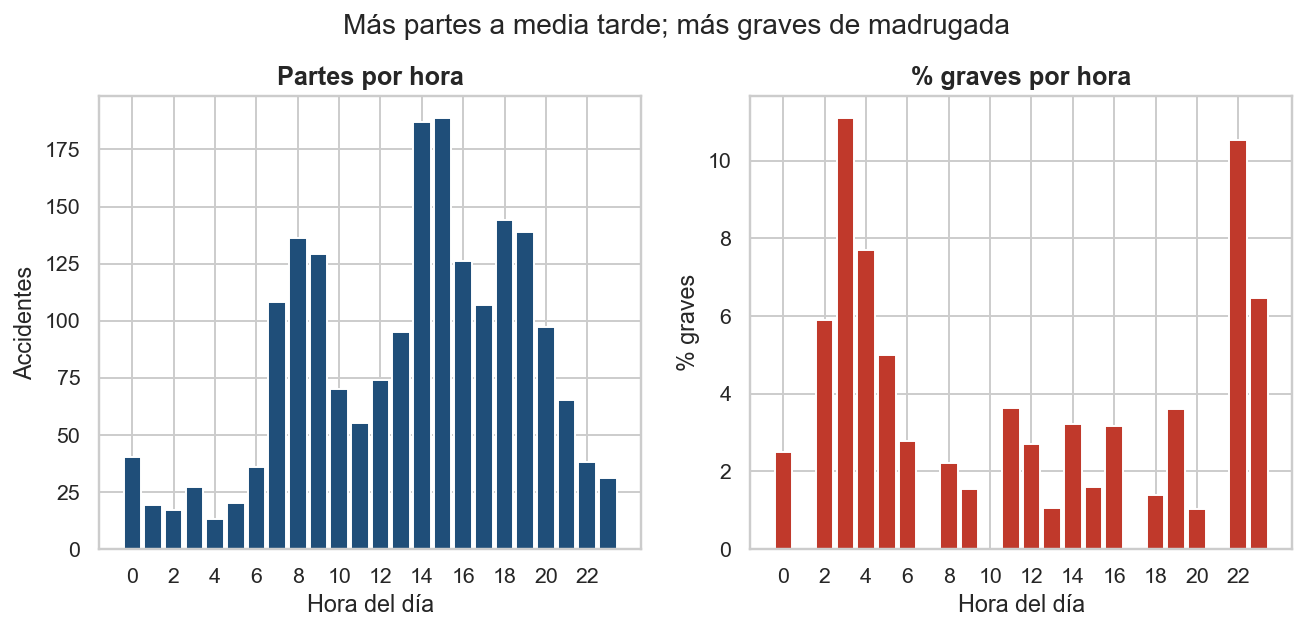 Más partes a media tarde; más graves de madrugada
Partes por hora
Accidentes
175
150
125
100
75
50
25
0
0 2 4 6 8 10 12 14 16 18 20 22
Hora del día
% graves por hora
% graves
10
8
6
4
2
0
0 2 4 6 8 10 12 14 16 18 20 22
Hora del día